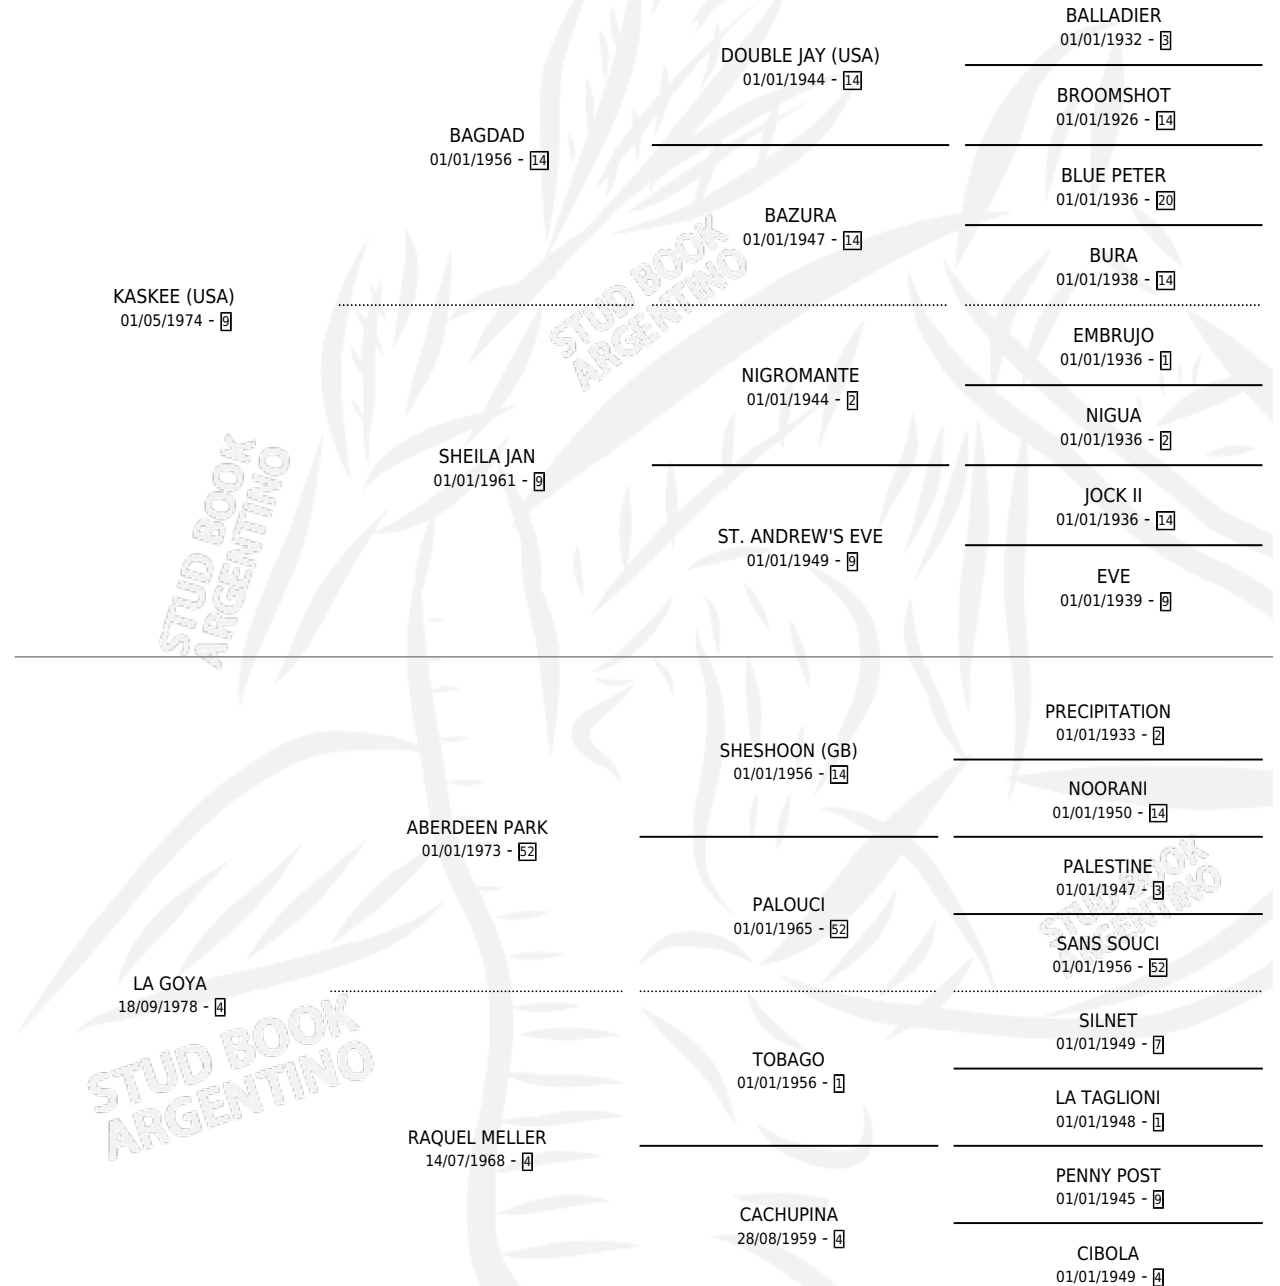 BALLADIER
01/01/1932 - 3
DOUBLE JAY (USA)
01/01/1944 - 14
BROOMSHOT
01/01/1926 - 14
BAGDAD
01/01/1956 - 14
BLUE PETER
01/01/1936 - 20
BAZURA
01/01/1947 - 14
BURA
01/01/1938 - 14
KASKEE (USA)
01/05/1974 - 9
EMBRUJO
01/01/1936 - 1
NIGROMANTE
01/01/1944 - 2
NIGUA
01/01/1936 - 2
SHEILA JAN
01/01/1961 - 9
JOCK II
01/01/1936 - 14
ST. ANDREW'S EVE
01/01/1949 - 9
EVE
01/01/1939 - 9
PRECIPITATION
01/01/1933 - 2
SHESHOON (GB)
01/01/1956 - 14
NOORANI
01/01/1950 - 14
ABERDEEN PARK
01/01/1973 - 52
PALESTINE
01/01/1947 - 3
PALOUCI
01/01/1965 - 52
SANS SOUCI
01/01/1956 - 52
LA GOYA
18/09/1978 - 4
SILNET
01/01/1949 - 7
TOBAGO
01/01/1956 - 1
LA TAGLIONI
01/01/1948 - 1
RAQUEL MELLER
14/07/1968 - 4
PENNY POST
01/01/1945 - 9
CACHUPINA
28/08/1959 - 4
CIBOLA
01/01/1949 - 4
STUD BOOK
ARGENTINO
STUD BOOK
ARGENTINO
STUD BOOK
ARGENTINO
STUD BOOK
ARGENTINO